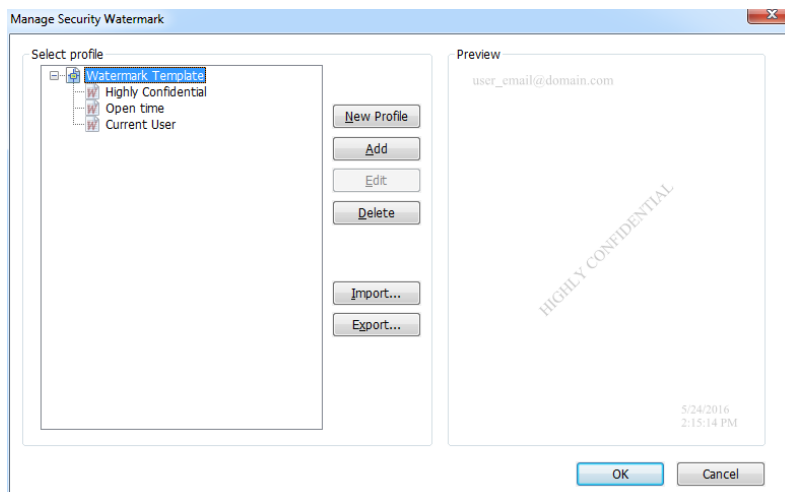 Manage Security Watermark
Select profile
Watermark Template
Highly Confidential
Open time
Current User
New Profile
Add
Edit
Delete
Import...
Export...
Preview
user_email@domain.com
HIGHLY CONFIDENTIAL
5/24/2016
2:15:14 PM
OK
Cancel